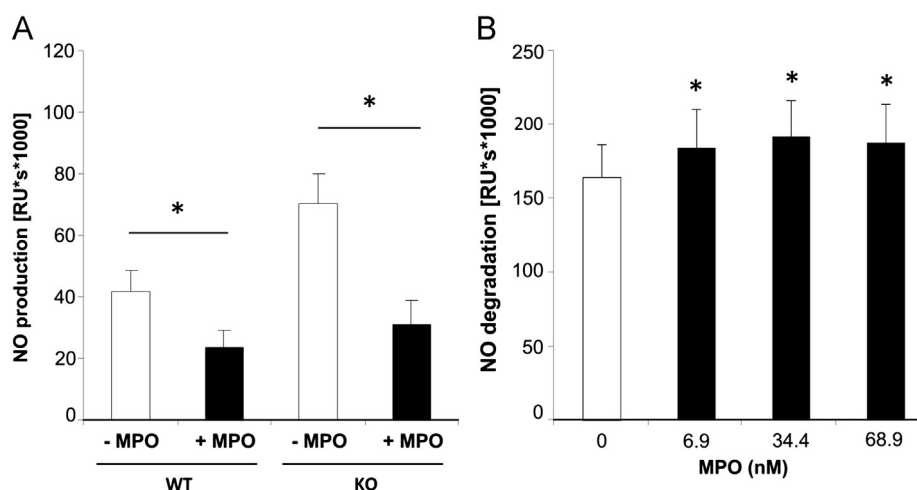 A
NO production [RU*s*1000]
120
100
80
60
40
20
0
*
*
- MPO + MPO - MPO + MPO
WT KO
B
NO degradation [RU*s*1000]
250
200
150
100
50
0
* * *
0 6.9 34.4 68.9
MPO (nM)